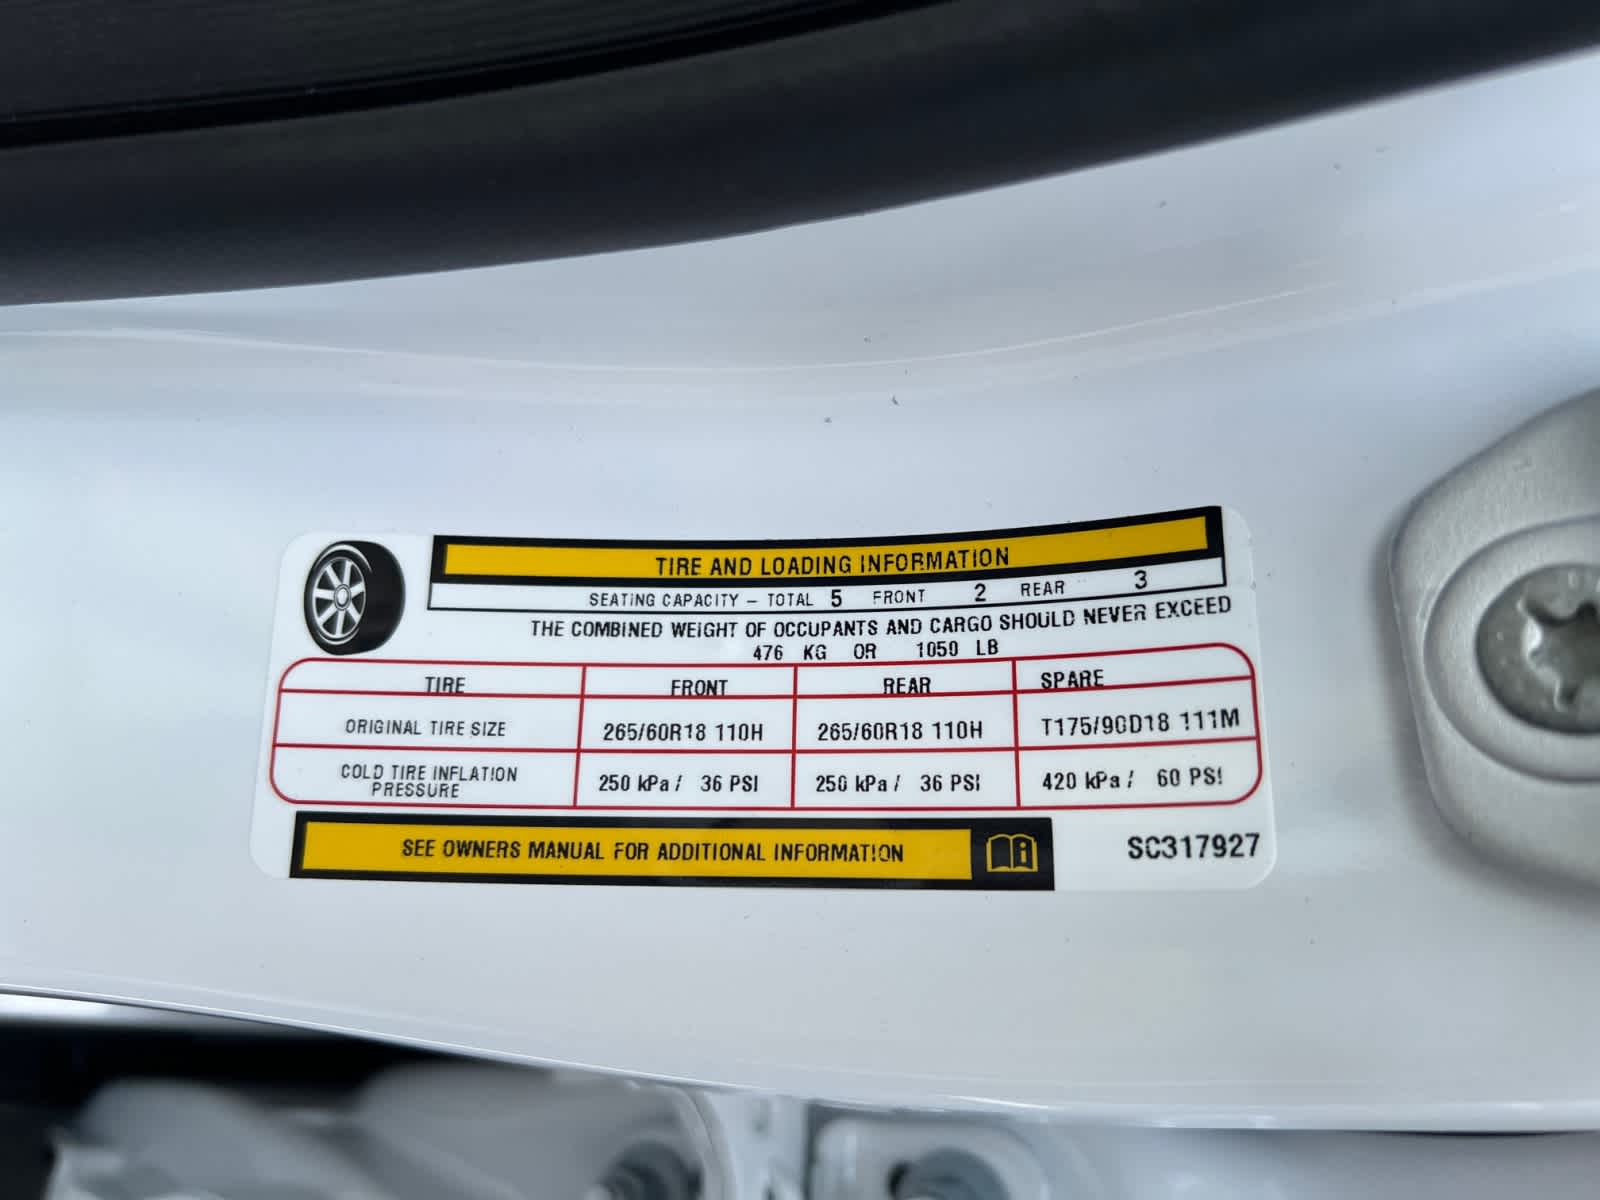 TIRE AND LOADING INFORMATION
SEATING CAPACITY – TOTAL 5 FRONT 2 REAR 3
THE COMBINED WEIGHT OF OCCUPANTS AND CARGO SHOULD NEVER EXCEED
476 KG OR 1050 LB
TIRE FRONT REAR SPARE
ORIGINAL TIRE SIZE 265/60R18 110H 265/60R18 110H T175/90D18 111M
COLD TIRE INFLATION
PRESSURE 250 kPa / 36 PSI 250 kPa / 36 PSI 420 kPa / 60 PSI
SEE OWNERS MANUAL FOR ADDITIONAL INFORMATION
SC317927